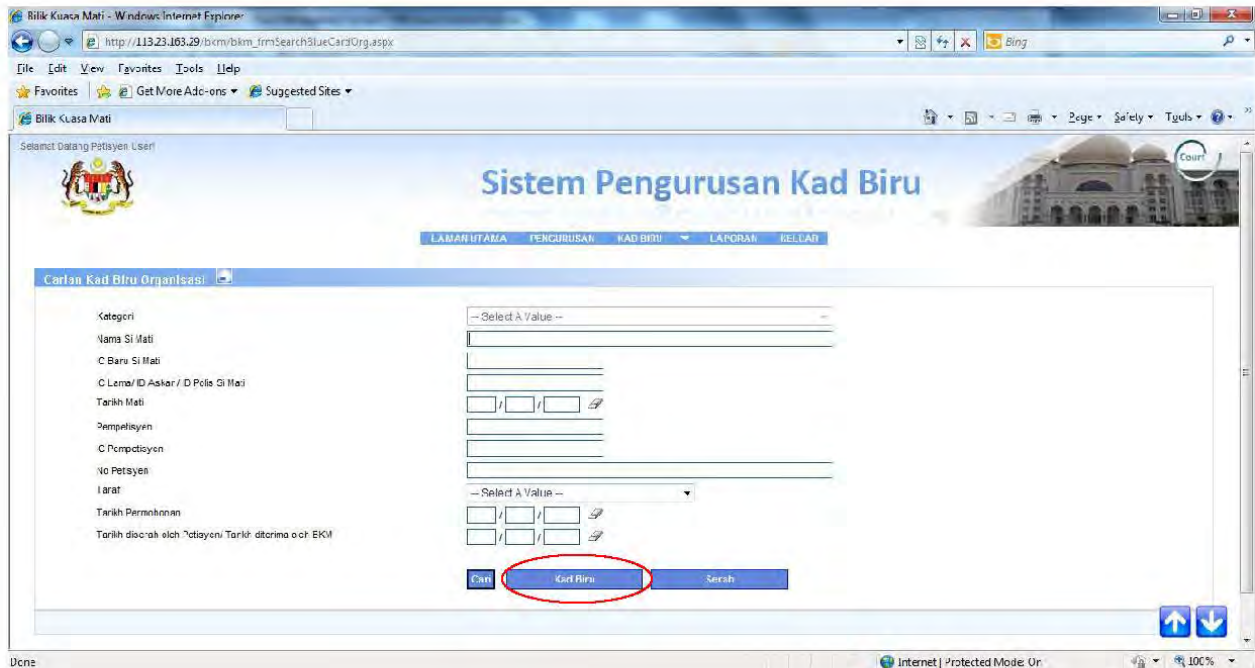 Bilik Kuasa Mati - Windows Internet Explorer
http://113.23.163.29/bkm/bkm_frmSearchBlueCardOrg.aspx
Bing
File Edit View Favorites Tools Help
Favorites Get More Add-ons Suggested Sites
Bilik Kuasa Mati
Page Safety Tools
Selamat Datang Petisyen User!
Sistem Pengurusan Kad Biru
Court
LAMAN UTAMA PENGURUSAN KAD BIRU LAPORAN KELUAR
Carian Kad Biru Organisasi
Kategori
-- Select A Value --
Nama Si Mati
IC Baru Si Mati
IC Lama/ ID Askar / ID Polis Si Mati
Tarikh Mati
/ /
Pempetisyen
IC Pempetisyen
No Petisyen
Taraf
-- Select A Value --
Tarikh Permohonan
/ /
Tarikh diserah oleh Petisyen/ Tarikh diterima oleh BKM
/ /
Cari Kad Biru Serah
Done
Internet | Protected Mode: On
100%